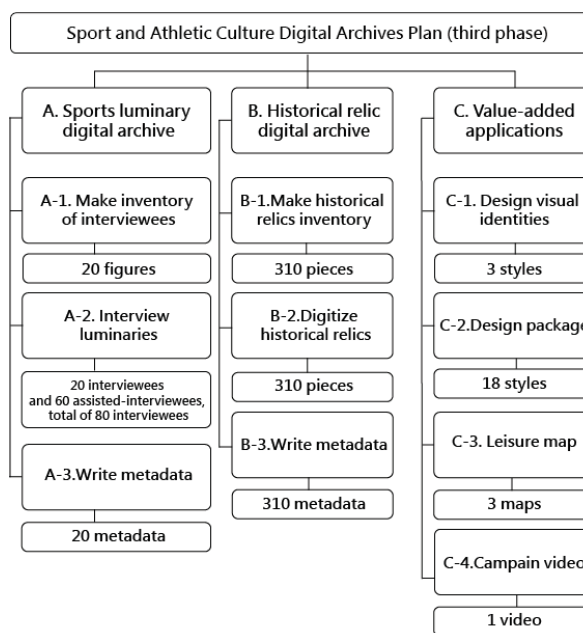 Sport and Athletic Culture Digital Archives Plan (third phase)
A. Sports luminary
digital archive
A-1. Make inventory
of interviewees
20 figures
A-2. Interview
luminaries
20 interviewees
and 60 assisted-interviewees,
total of 80 interviewees
A-3.Write metadata
20 metadata
B. Historical relic
digital archive
B-1.Make historical
relics inventory
310 pieces
B-2.Digitize
historical relics
310 pieces
B-3.Write metadata
310 metadata
C. Value-added
applications
C-1. Design visual
identities
3 styles
C-2.Design package
18 styles
C-3. Leisure map
3 maps
C-4.Campain video
1 video